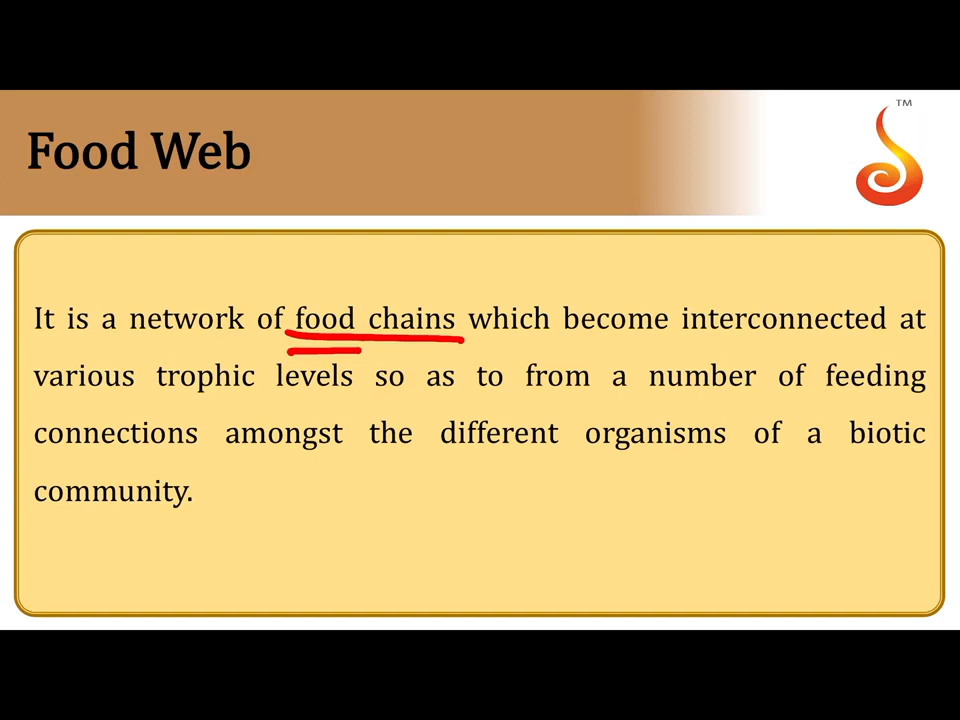 TM
Food Web
It is a network of food chains which become interconnected at
various trophic levels so as to from a number of feeding
connections amongst the different organisms of a biotic
community.